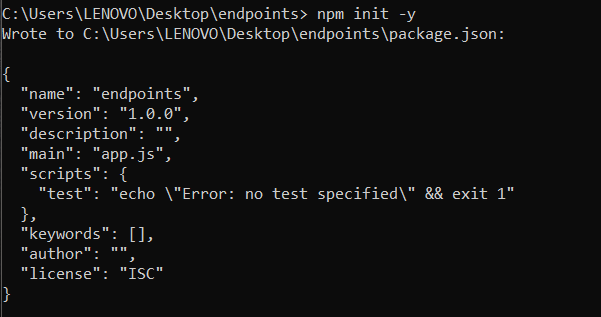 C:\Users\LENOVO\Desktop\endpoints> npm init -y
Wrote to C:\Users\LENOVO\Desktop\endpoints\package.json:
{
  "name": "endpoints",
  "version": "1.0.0",
  "description": "",
  "main": "app.js",
  "scripts": {
    "test": "echo \"Error: no test specified\" && exit 1"
  },
  "keywords": [],
  "author": "",
  "license": "ISC"
}